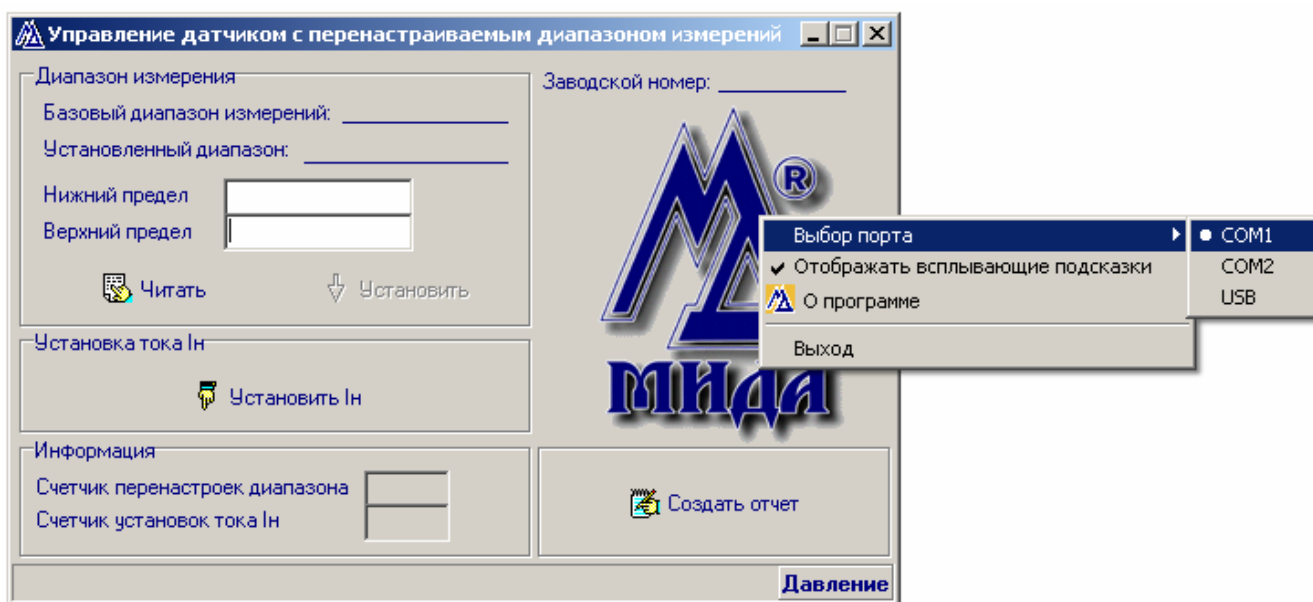 Управление датчиком с перенастраиваемым диапазоном измерений
Диапазон измерения
Базовый диапазон измерений:
Установленный диапазон:
Нижний предел
Верхний предел
Читать
Установить
Установка тока Iн
Установить Iн
Информация
Счетчик перенастроек диапазона
Счетчик установок тока Iн
Заводской номер:
®
МИДА
Выбор порта
Отображать всплывающие подсказки
О программе
Выход
COM1
COM2
USB
Создать отчет
Давление